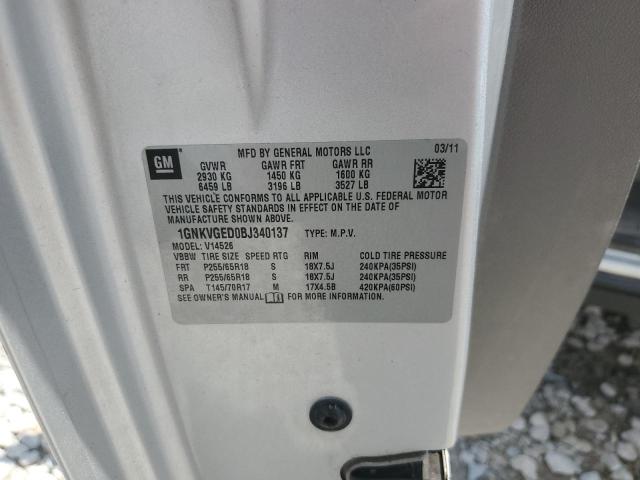 GM
MFD BY GENERAL MOTORS LLC 03/11
GVWR GAWR FRT GAWR RR
2930 KG 1450 KG 1600 KG
6459 LB 3196 LB 3527 LB
THIS VEHICLE CONFORMS TO ALL APPLICABLE U.S. FEDERAL MOTOR
VEHICLE SAFETY STANDARDS IN EFFECT ON THE DATE OF
MANUFACTURE SHOWN ABOVE.
1GNKVGED0BJ340137 TYPE: M.P.V.
MODEL: V14526
VBBW TIRE SIZE SPEED RTG RIM COLD TIRE PRESSURE
FRT P255/65R18 S 18X7.5J 240KPA(35PSI)
RR P255/65R18 S 18X7.5J 240KPA(35PSI)
SPA T145/70R17 M 17X4.5B 420KPA(60PSI)
SEE OWNER'S MANUAL FOR MORE INFORMATION.